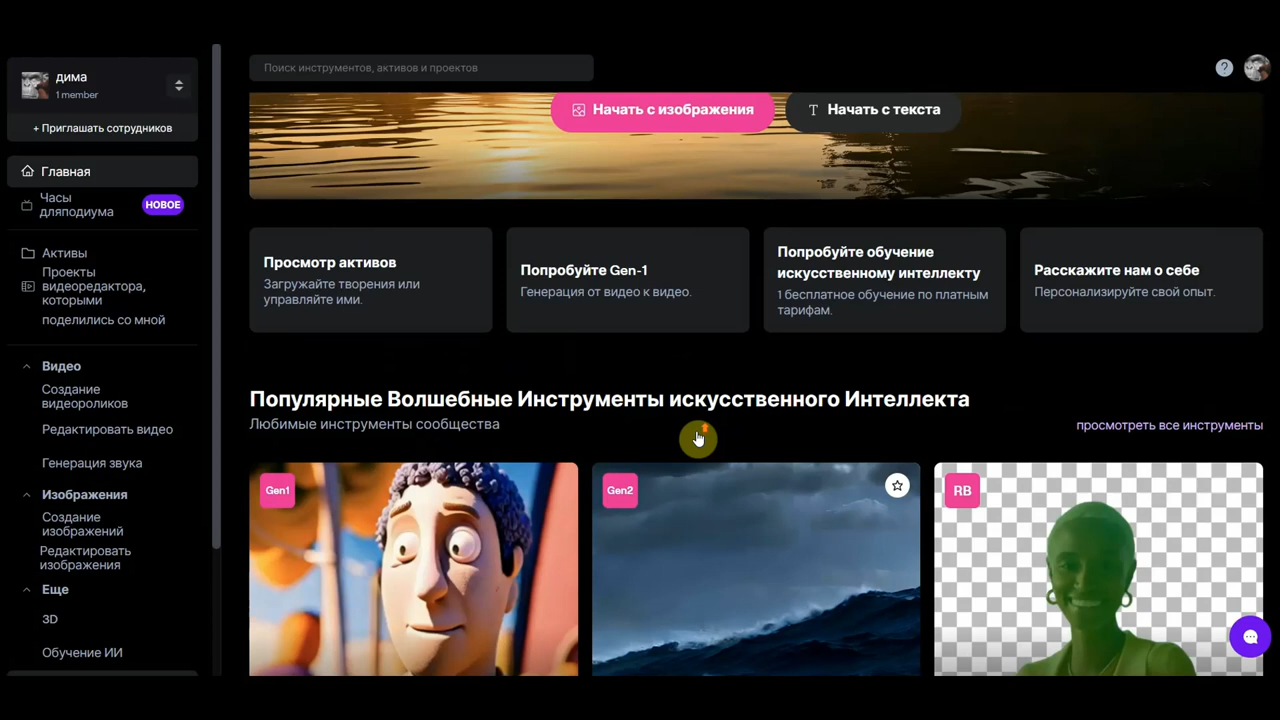 дима
1 member
+ Приглашать сотрудников
Главная
Часы
дляподиума
НОВОЕ
Активы
Проекты
видеоредактора,
которыми
поделились со мной
Видео
Создание
видеороликов
Редактировать видео
Генерация звука
Изображения
Создание
изображений
Редактировать
изображения
Еще
3D
Обучение ИИ
Поиск инструментов, активов и проектов
?
Начать с изображения
T Начать с текста
Просмотр активов
Загружайте творения или
управляйте ими.
Попробуйте Gen-1
Генерация от видео к видео.
Попробуйте обучение
искусственному интеллекту
1 бесплатное обучение по платным
тарифам.
Расскажите нам о себе
Персонализируйте свой опыт.
Популярные Волшебные Инструменты искусственного Интеллекта
Любимые инструменты сообщества
просмотреть все инструменты
Gen1
Gen2
RB